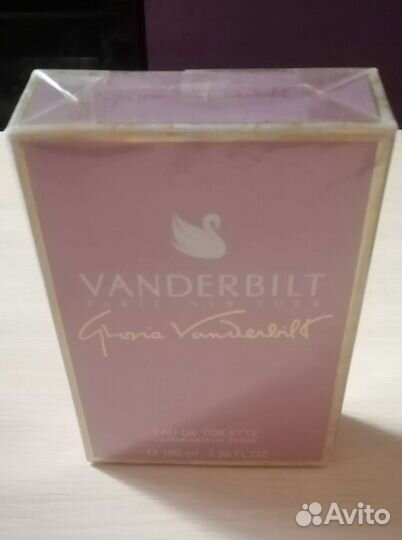 VANDERBILT
PARIS NEW YORK
Gloria Vanderbilt
EAU DE TOILETTE
VAPORISATEUR SPRAY
100 ml 3.38 FL.OZ
Avito